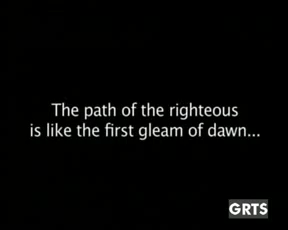 The path of the righteous
is like the first gleam of dawn...
GRTS